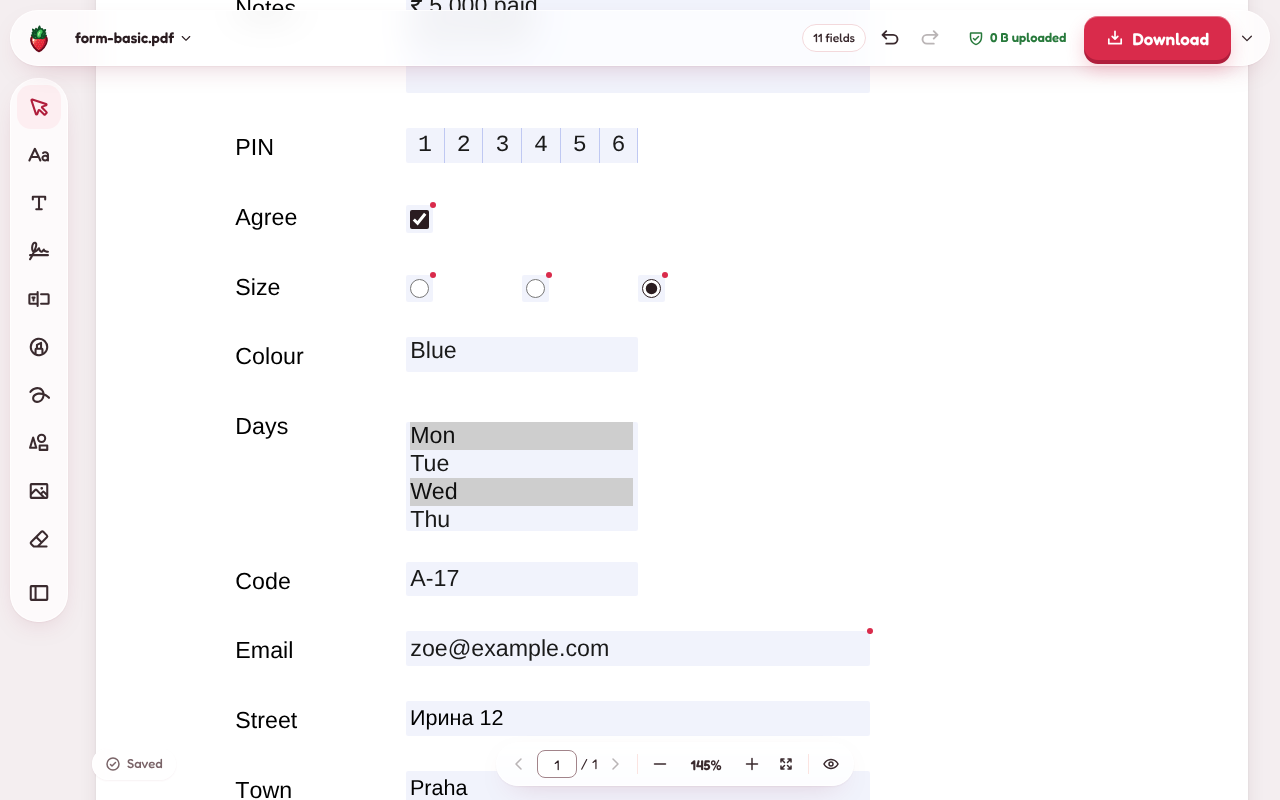 Notes
₹ 5 000 paid
form-basic.pdf
11 fields
0 B uploaded
Download
Aa
T
PIN
1 2 3 4 5 6
Agree
Size
Colour
Blue
Days
Mon
Tue
Wed
Thu
Code
A-17
Email
zoe@example.com
Street
Ирина 12
Saved
1 / 1
145%
Town
Praha